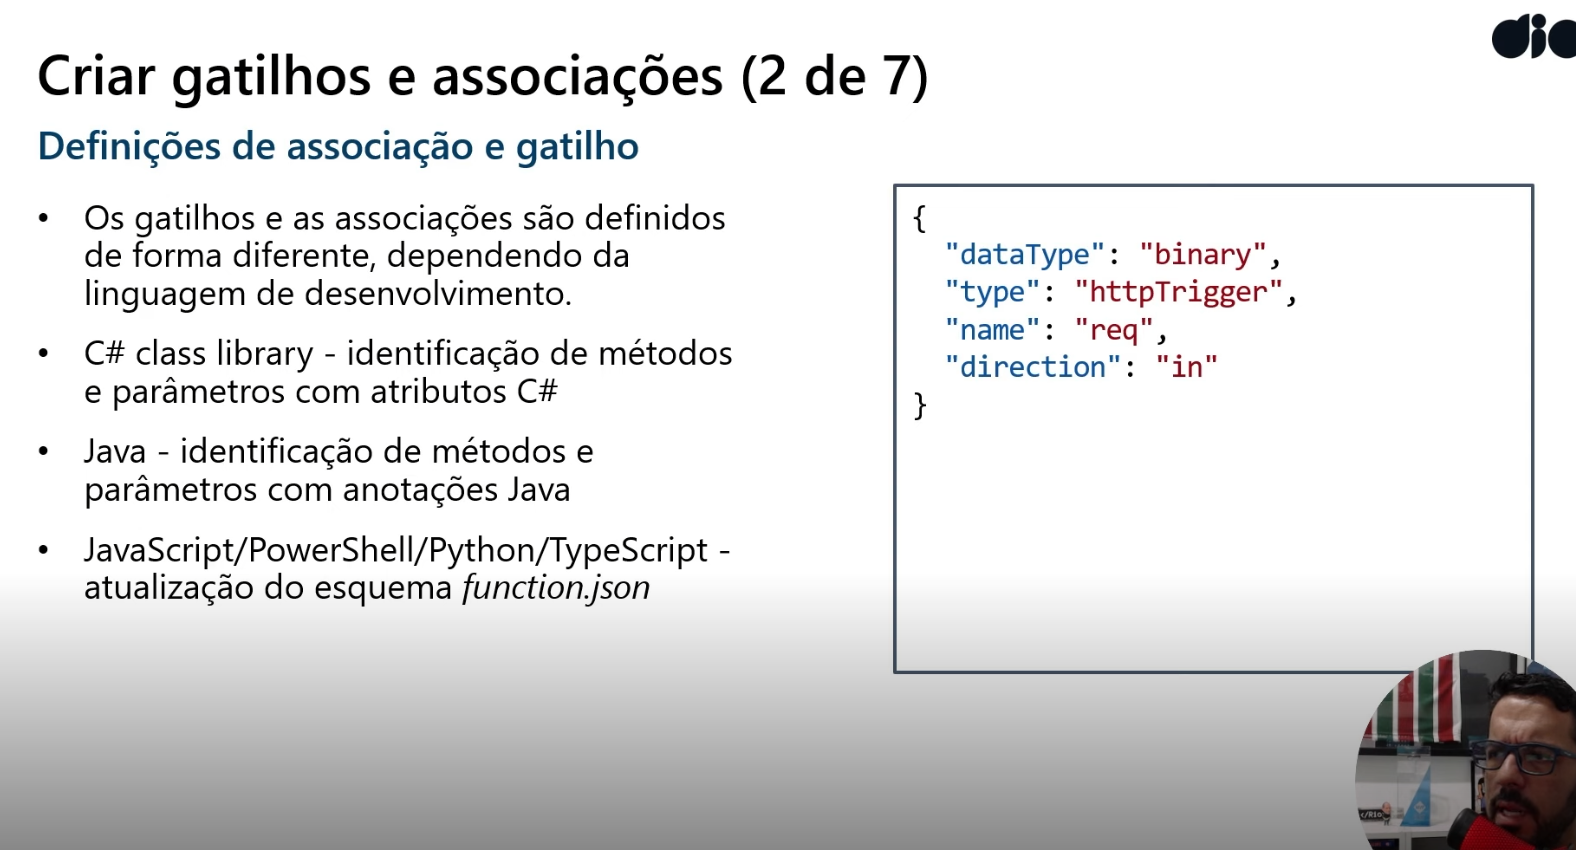 dio
Criar gatilhos e associações (2 de 7)
Definições de associação e gatilho
• Os gatilhos e as associações são definidos
de forma diferente, dependendo da
linguagem de desenvolvimento.
• C# class library - identificação de métodos
e parâmetros com atributos C#
• Java - identificação de métodos e
parâmetros com anotações Java
• JavaScript/PowerShell/Python/TypeScript -
atualização do esquema function.json
{
"dataType": "binary",
"type": "httpTrigger",
"name": "req",
"direction": "in"
}